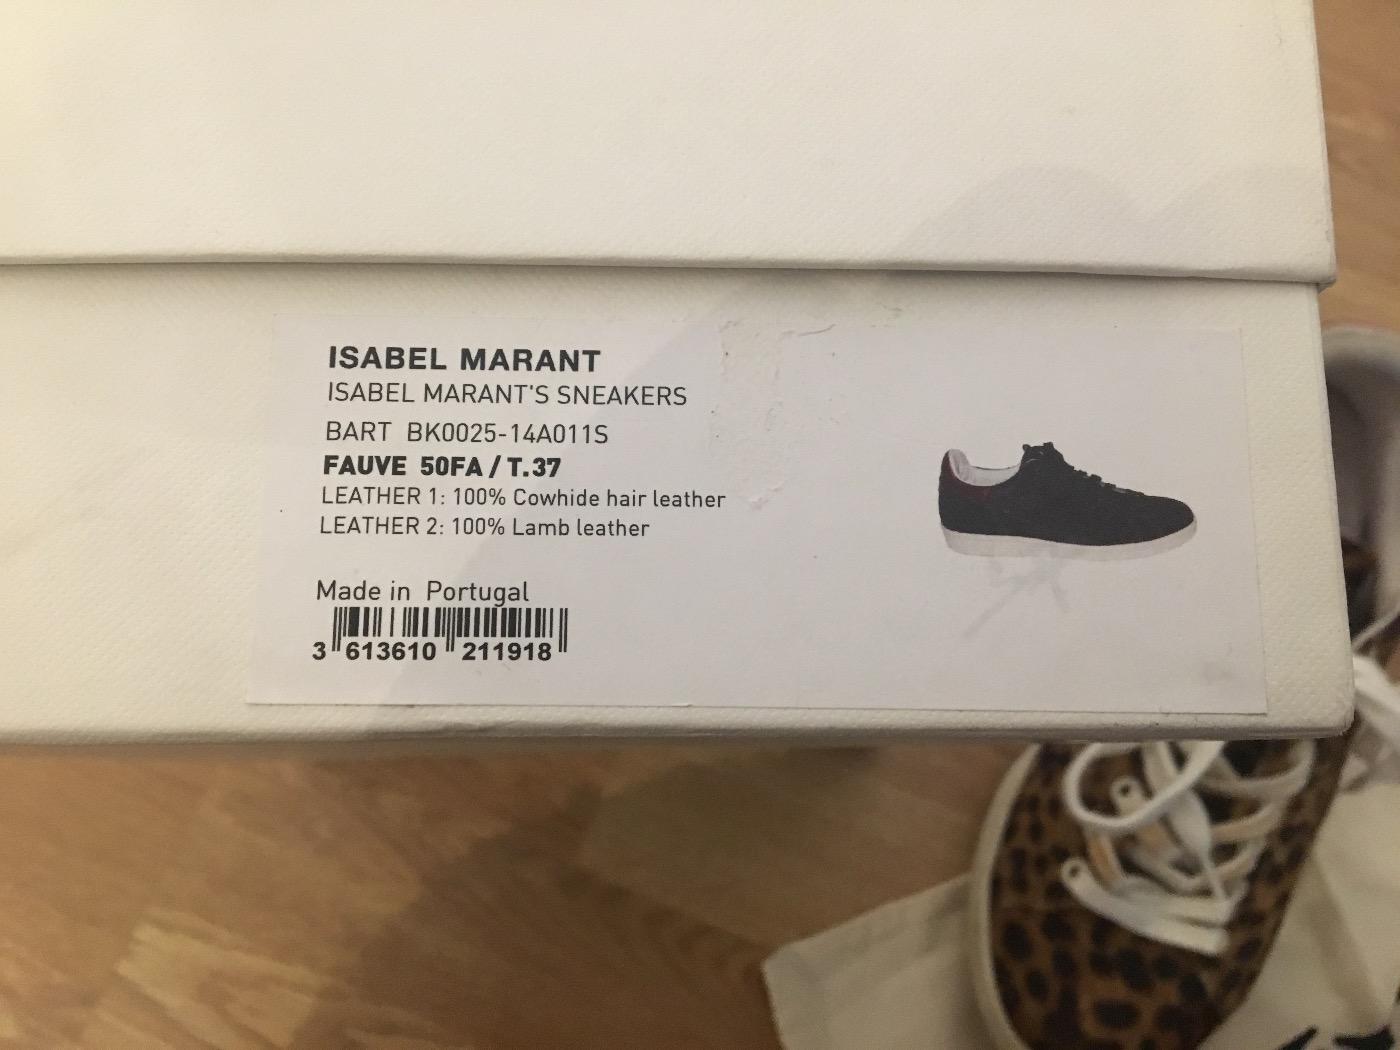 ISABEL MARANT
ISABEL MARANT'S SNEAKERS
BART BK0025-14A011S
FAUVE 50FA / T.37
LEATHER 1: 100% Cowhide hair leather
LEATHER 2: 100% Lamb leather
Made in Portugal
3 613610 211918